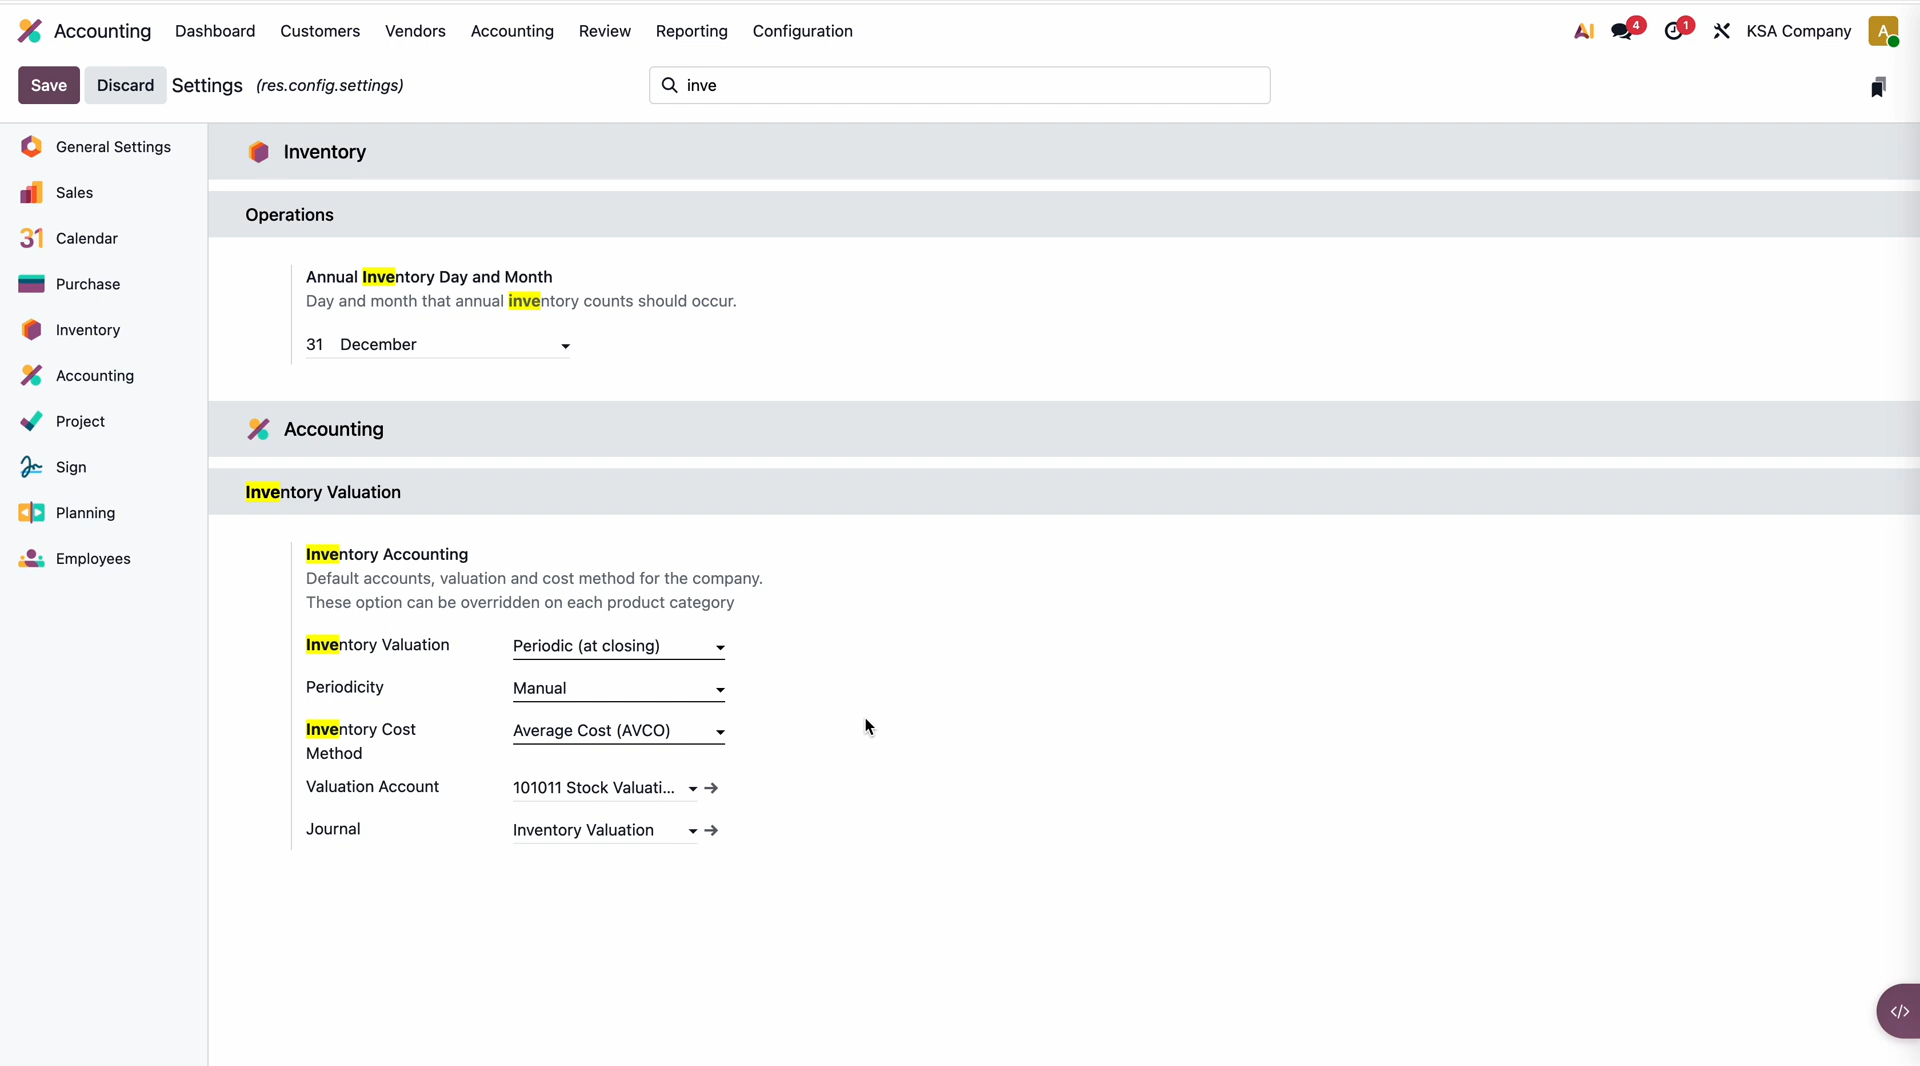 Accounting Dashboard Customers Vendors Accounting Review Reporting Configuration AI 4 1 KSA Company A
Save Discard Settings (res.config.settings) inve
General Settings
Sales
31 Calendar
Purchase
Inventory
Accounting
Project
Sign
Planning
Employees
Inventory
Operations
Annual Inventory Day and Month
Day and month that annual inventory counts should occur.
31 December
Accounting
Inventory Valuation
Inventory Accounting
Default accounts, valuation and cost method for the company.
These option can be overridden on each product category
Inventory Valuation Periodic (at closing)
Periodicity Manual
Inventory Cost Average Cost (AVCO)
Method
Valuation Account 101011 Stock Valuati...
Journal Inventory Valuation